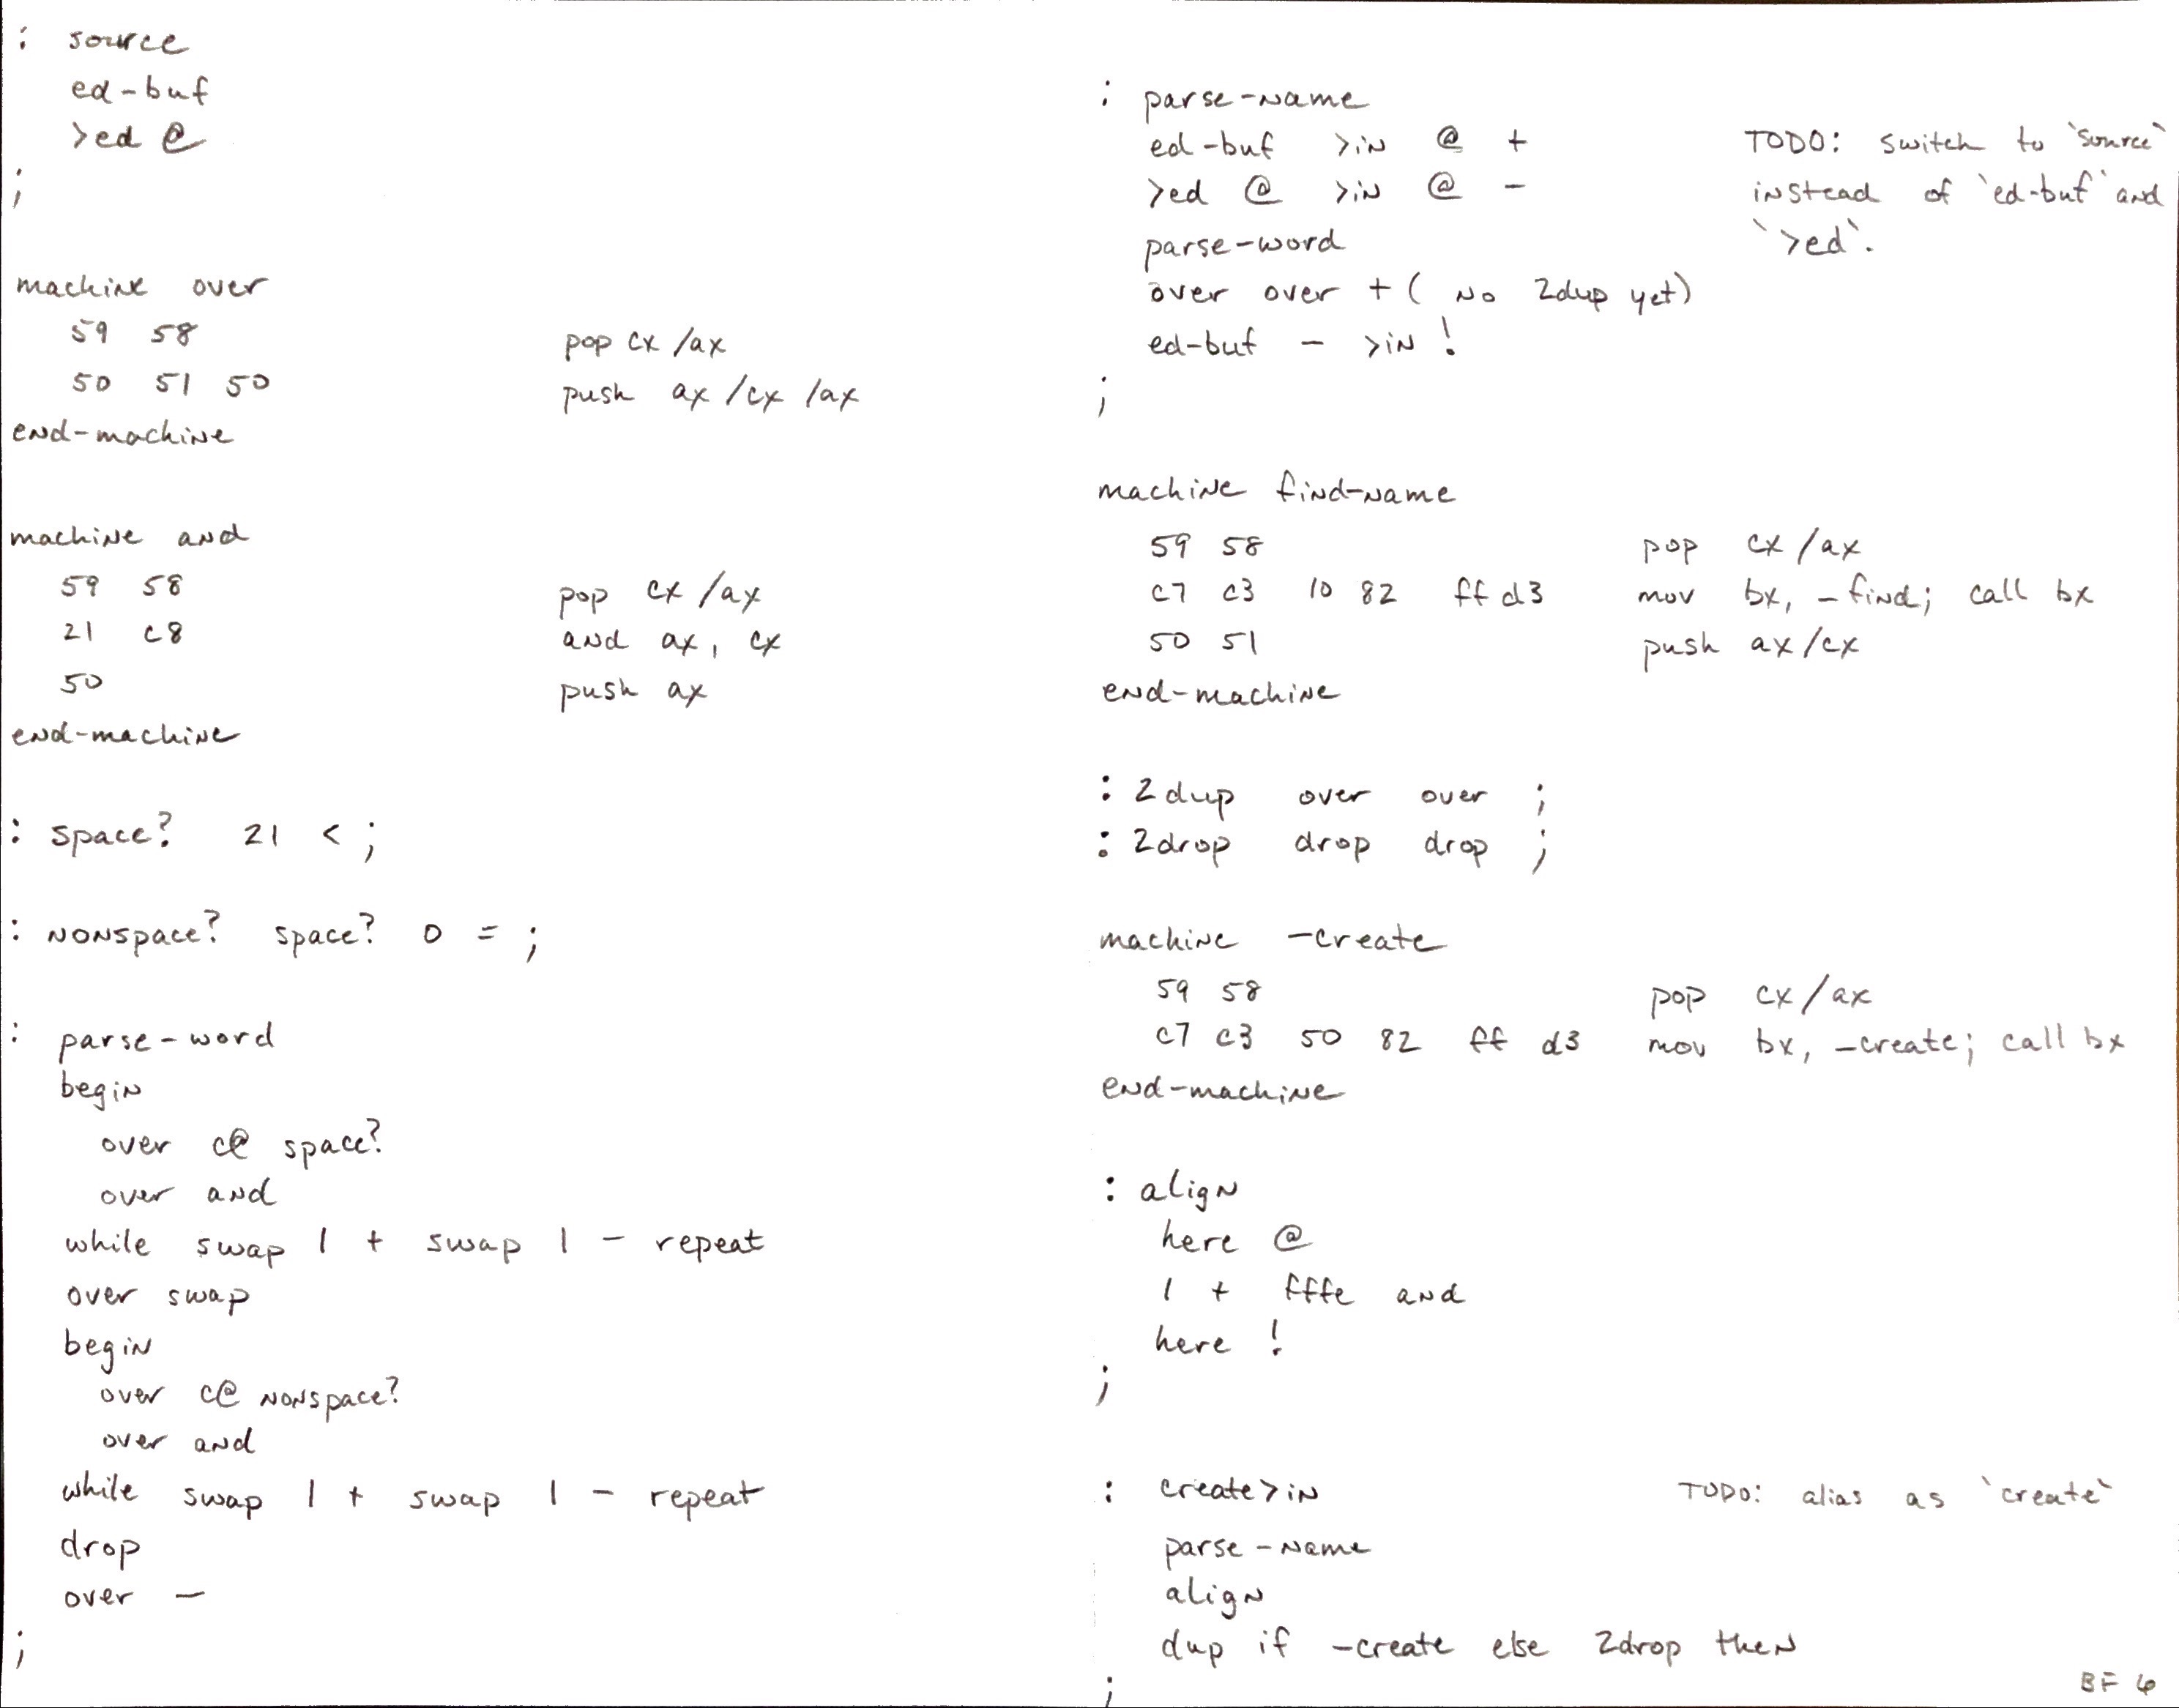 : source
ed-buf
>ed @
;
machine over
59 58 pop cx /ax
50 51 50 push ax /cx /ax
end-machine
machine and
59 58 pop cx /ax
21 c8 and ax, cx
50 push ax
end-machine
: space? 21 < ;
: nonspace? space? 0 = ;
: parse-word
begin
over c@ space?
over and
while swap 1 + swap 1 - repeat
over swap
begin
over c@ nonspace?
over and
while swap 1 + swap 1 - repeat
drop
over -
;
: parse-name
ed-buf >in @ + TODO: switch to `source`
>ed @ >in @ - instead of `ed-buf` and
parse-word `>ed`.
over over + ( no 2dup yet)
ed-buf - >in !
;
machine find-name
59 58 pop cx /ax
c7 c3 10 82 ff d3 mov bx, _find; call bx
50 51 push ax/cx
end-machine
: 2dup over over ;
: 2drop drop drop ;
machine -create
59 58 pop cx/ax
c7 c3 50 82 ff d3 mov bx, _create; call bx
end-machine
: align
here @
1 + fffe and
here !
;
: create>in TODO: alias as `create`
parse-name
align
dup if -create else 2drop then
;
BF 6